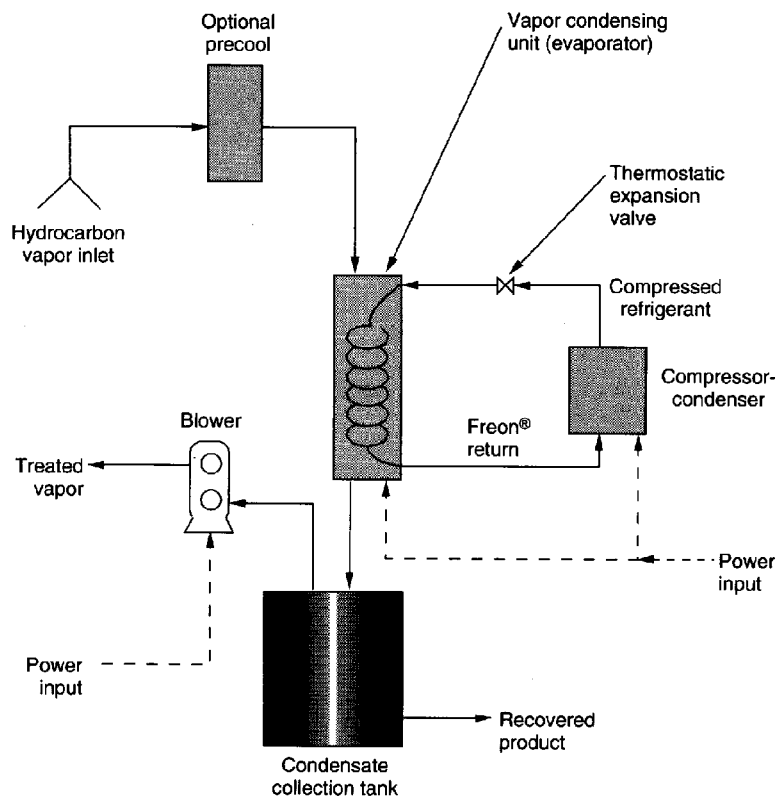 Optional
precool
Vapor condensing
unit (evaporator)
Thermostatic
expansion
valve
Hydrocarbon
vapor inlet
Compressed
refrigerant
Compressor-
condenser
Blower
Freon®
return
Treated
vapor
Power
input
Power
input
Recovered
product
Condensate
collection tank